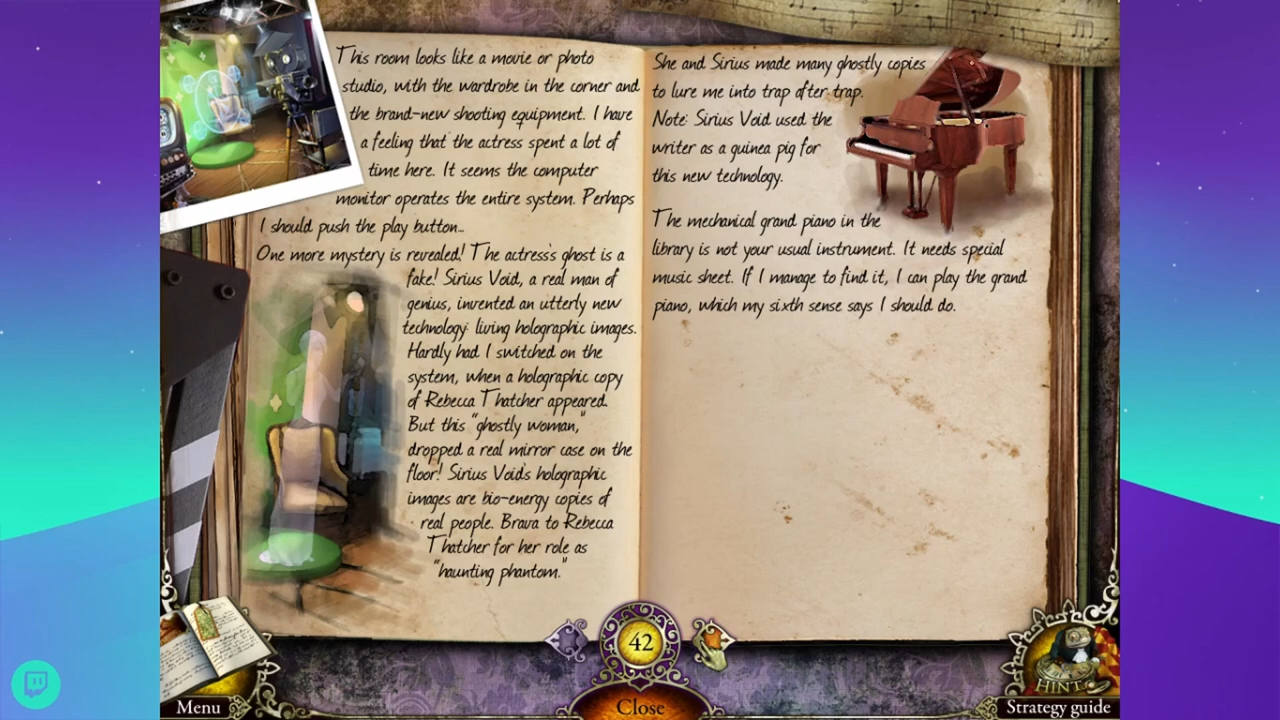 This room looks like a movie or photo
studio, with the wardrobe in the corner and
the brand-new shooting equipment. I have
a feeling that the actress spent a lot of
time here. It seems the computer
monitor operates the entire system. Perhaps
I should push the play button...
One more mystery is revealed! The actress's ghost is a
fake! Sirius Void, a real man of
genius, invented an utterly new
technology: living holographic images.
Hardly had I switched on the
system, when a holographic copy
of Rebecca Thatcher appeared.
But this "ghostly woman,"
dropped a real mirror case on the
floor! Sirius Void's holographic
images are bio-energy copies of
real people. Brava to Rebecca
Thatcher for her role as
"haunting phantom."
She and Sirius made many ghostly copies
to lure me into trap after trap.
Note: Sirius Void used the
writer as a guinea pig for
this new technology.
The mechanical grand piano in the
library is not your usual instrument. It needs special
music sheet. If I manage to find it, I can play the grand
piano, which my sixth sense says I should do.
42
HINT
Menu
Close
Strategy guide